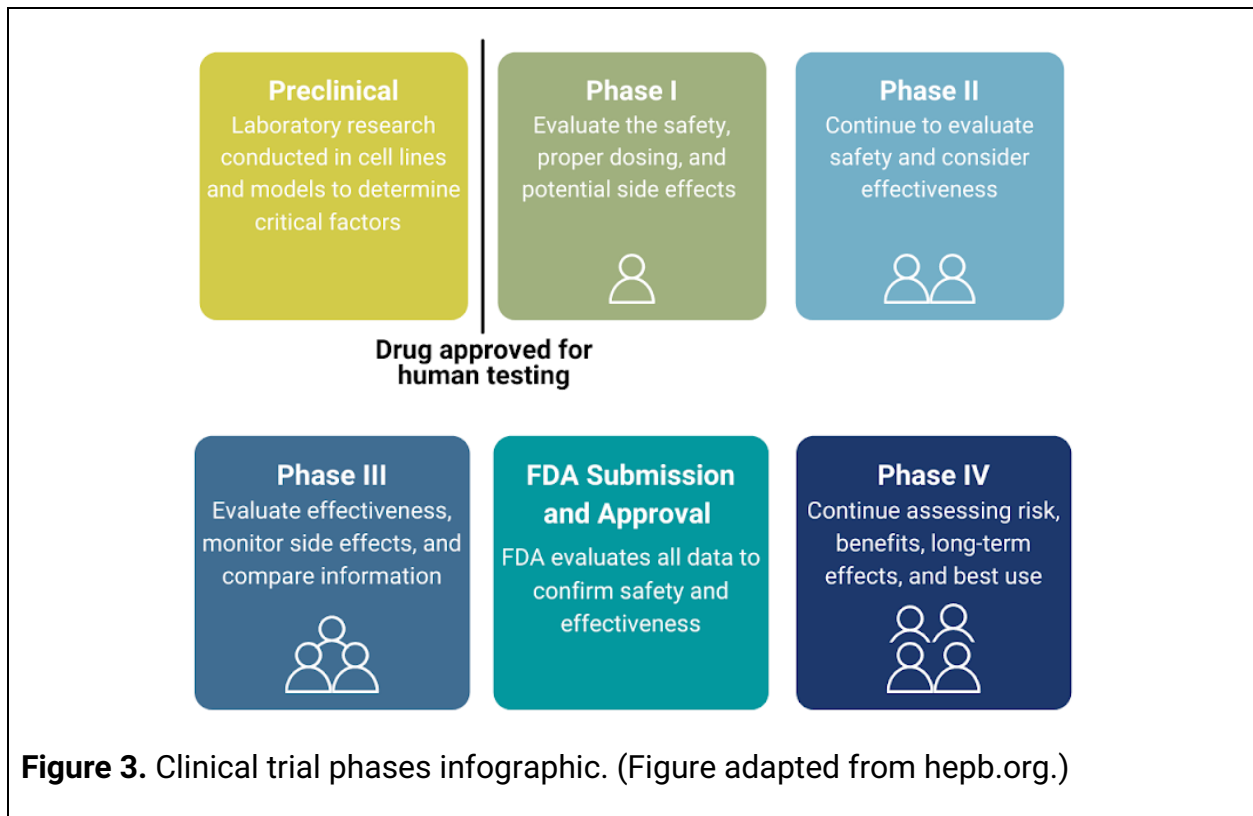 Preclinical
Laboratory research
conducted in cell lines
and models to determine
critical factors
Phase I
Evaluate the safety,
proper dosing, and
potential side effects
Phase II
Continue to evaluate
safety and consider
effectiveness
Drug approved for
human testing
Phase III
Evaluate effectiveness,
monitor side effects, and
compare information
FDA Submission
and Approval
FDA evaluates all data to
confirm safety and
effectiveness
Phase IV
Continue assessing risk,
benefits, long-term
effects, and best use
Figure 3. Clinical trial phases infographic. (Figure adapted from hepb.org.)